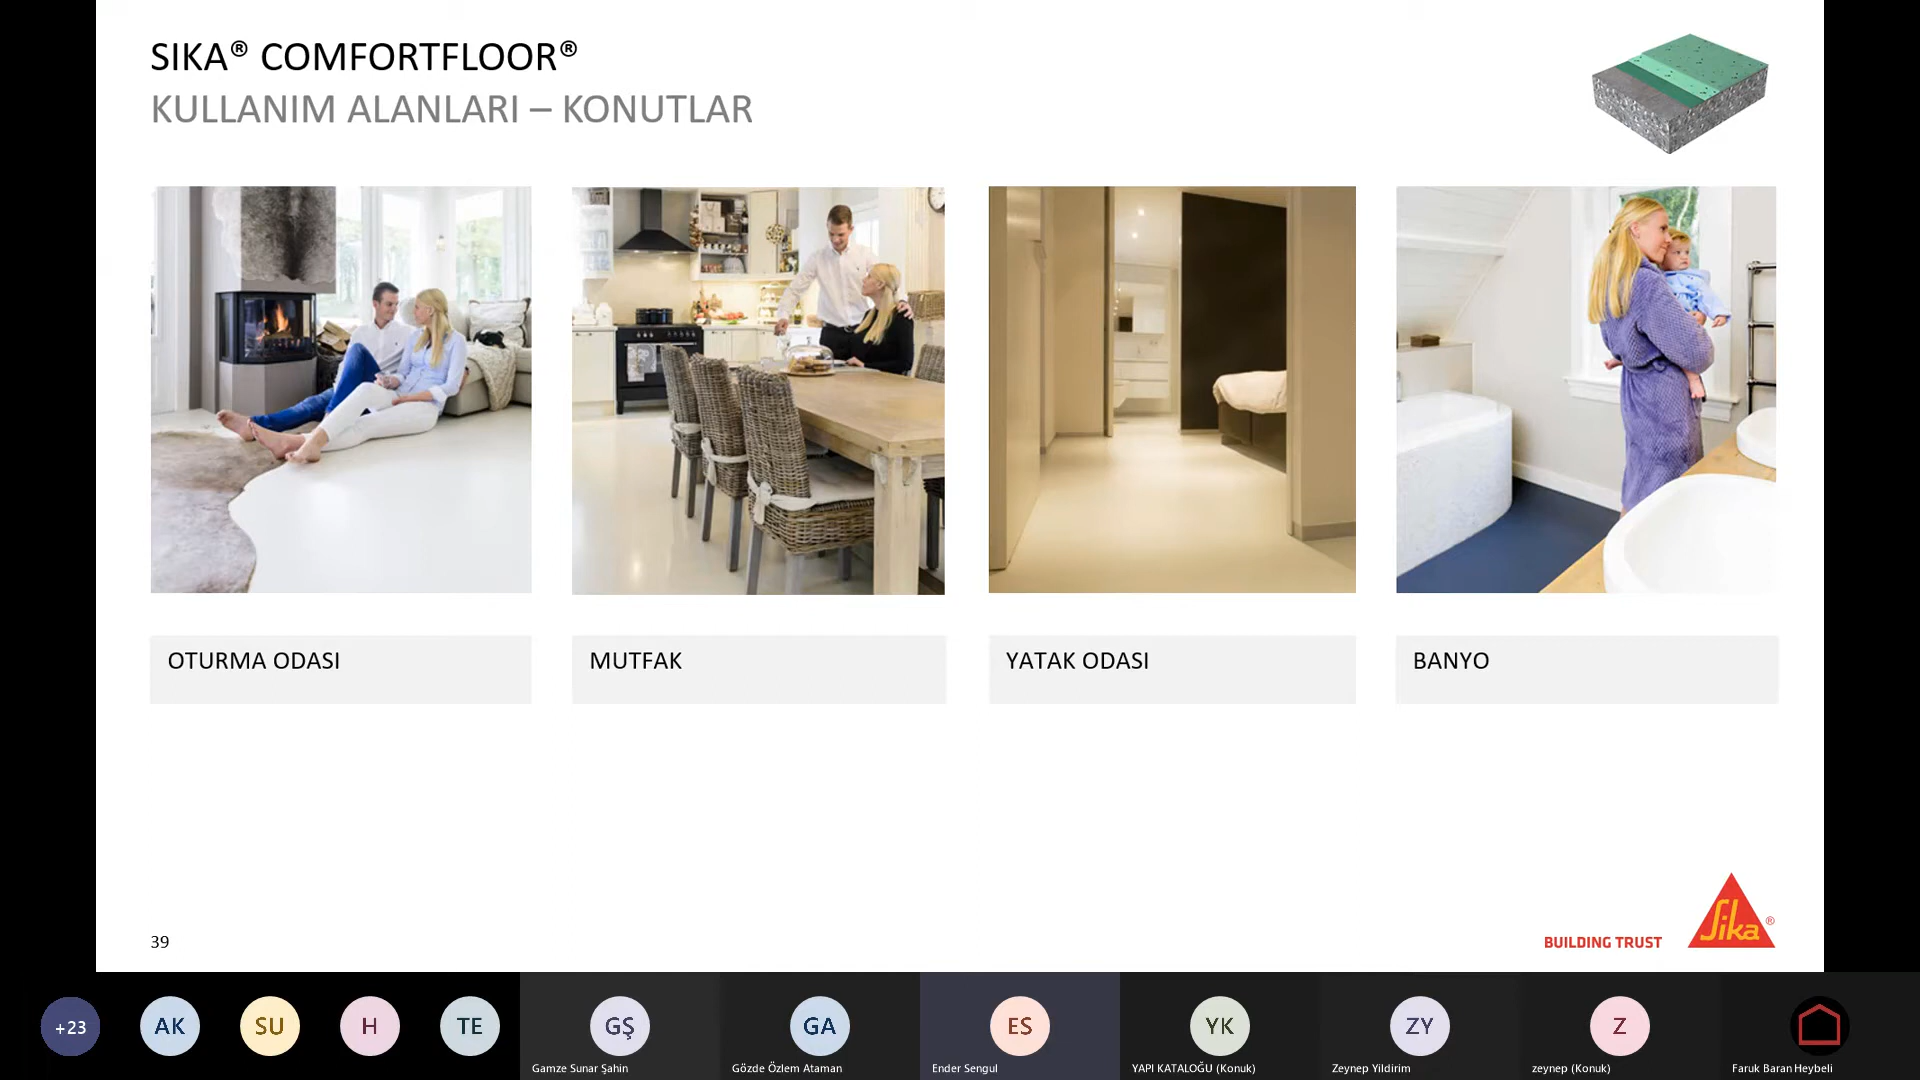 SIKA® COMFORTFLOOR®
KULLANIM ALANLARI – KONUTLAR
OTURMA ODASI
MUTFAK
YATAK ODASI
BANYO
39
BUILDING TRUST
Sika®
+23
AK
SU
H
TE
GŞ
GA
ES
YK
ZY
Z
Gamze Sunar Şahin
Gözde Özlem Ataman
Ender Sengul
YAPI KATALOĞU (Konuk)
Zeynep Yildirim
zeynep (Konuk)
Faruk Baran Heybeli